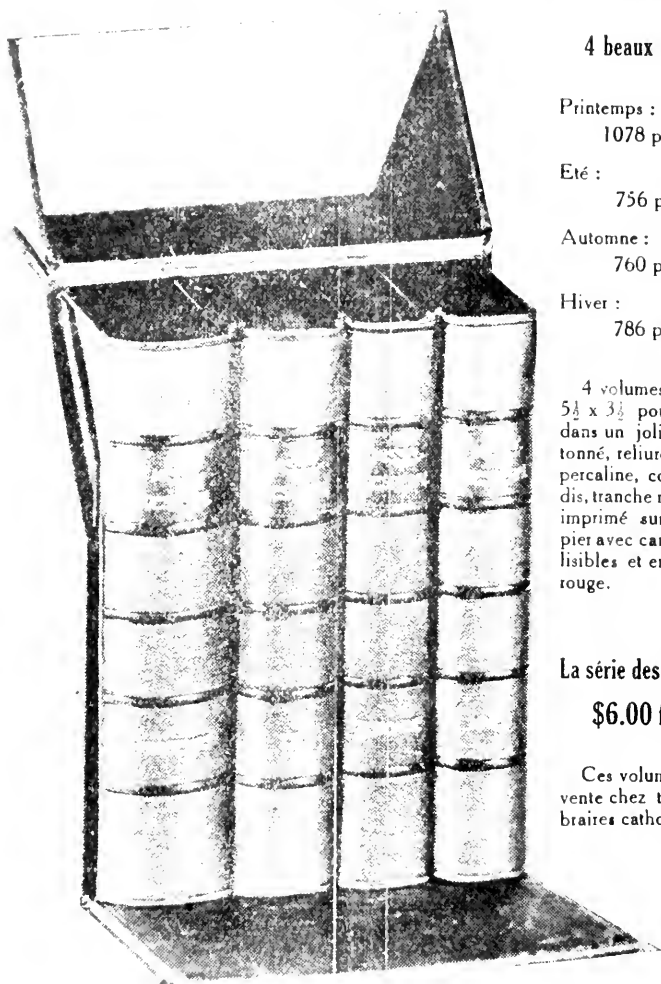 4 beaux
Printemps :
1078 p
Eté :
756 p
Automne :
760 p
Hiver :
786 p
4 volumes
5½ x 3½ pou
dans un joli
tonné, reliure
percaline, co
dis, tranche r
imprimé sur
pier avec car
lisibles et en
rouge.
La série des
$6.00 f
Ces volum
vente chez t
braires catho